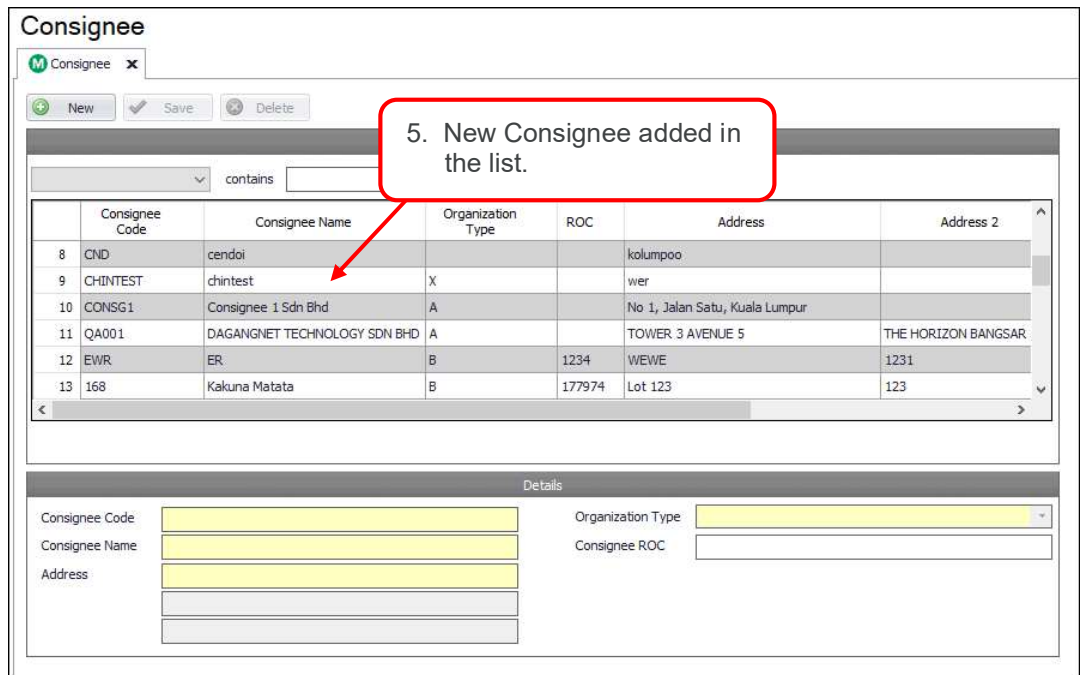 Consignee
M Consignee x
New Save Delete
5. New Consignee added in
the list.
contains
Consignee Code Consignee Name Organization Type ROC Address Address 2
8 CND cendoi kolumpoo
9 CHINTEST chintest X wer
10 CONSG1 Consignee 1 Sdn Bhd A No 1, Jalan Satu, Kuala Lumpur
11 QA001 DAGANGNET TECHNOLOGY SDN BHD A TOWER 3 AVENUE 5 THE HORIZON BANGSAR
12 EWR ER B 1234 WEWE 1231
13 168 Kakuna Matata B 177974 Lot 123 123
Details
Consignee Code Organization Type
Consignee Name Consignee ROC
Address